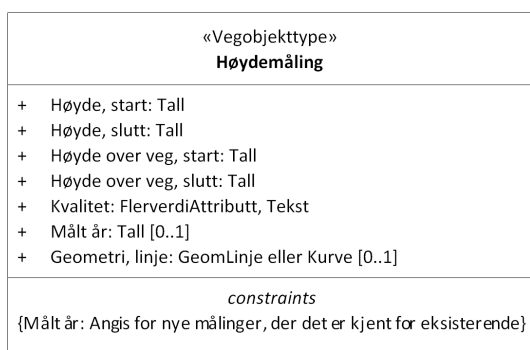 «Vegobjekttype»
Høydemåling
+ Høyde, start: Tall
+ Høyde, slutt: Tall
+ Høyde over veg, start: Tall
+ Høyde over veg, slutt: Tall
+ Kvalitet: FlerverdiAttributt, Tekst
+ Målt år: Tall [0..1]
+ Geometri, linje: GeomLinje eller Kurve [0..1]
constraints
{Målt år: Angis for nye målinger, der det er kjent for eksisterende}